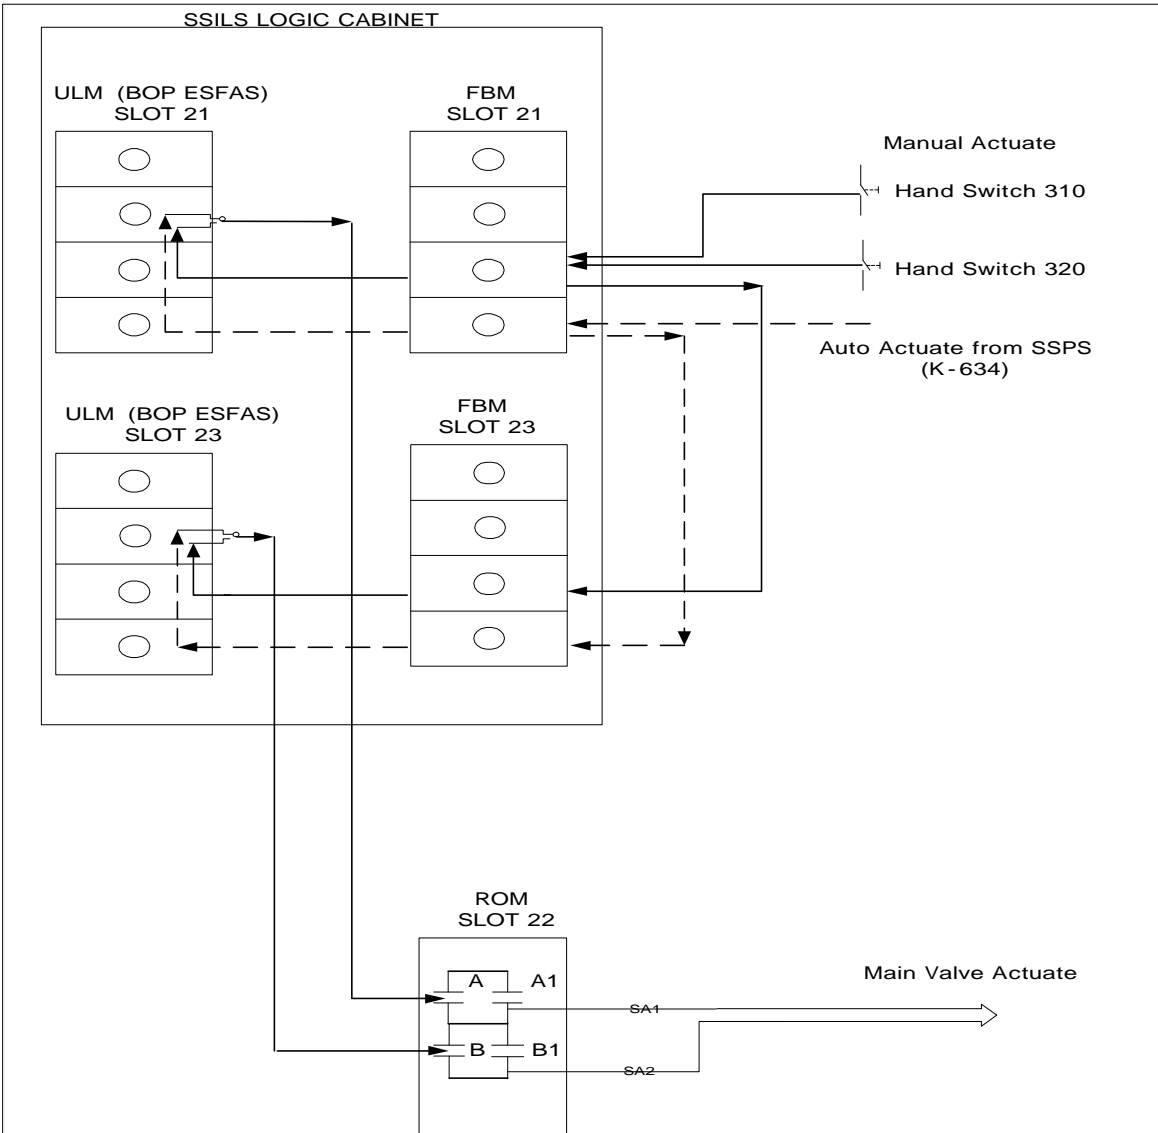 SSILS LOGIC CABINET
ULM (BOP ESFAS)
SLOT 21
FBM
SLOT 21
Manual Actuate
Hand Switch 310
Hand Switch 320
Auto Actuate from SSPS
(K-634)
ULM (BOP ESFAS)
SLOT 23
FBM
SLOT 23
ROM
SLOT 22
A A1
SA1
B B1
SA2
Main Valve Actuate